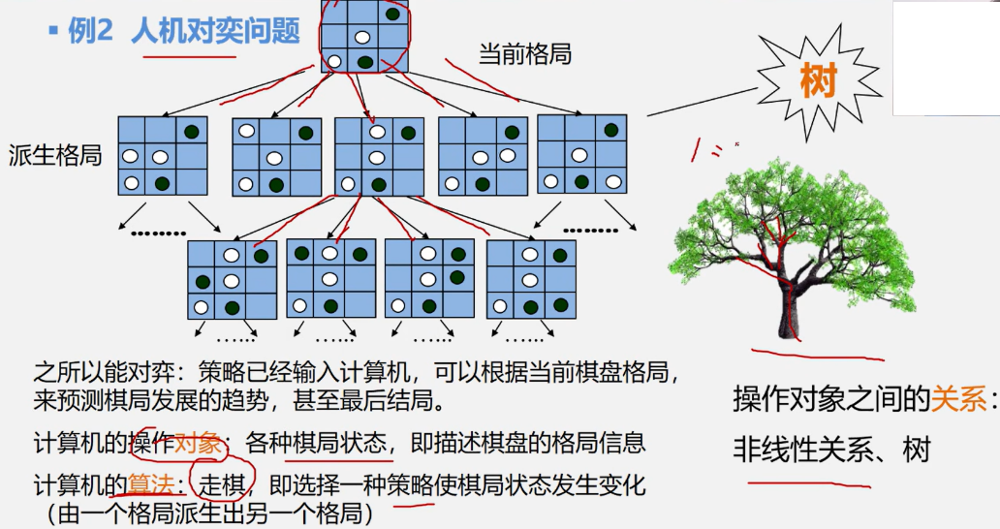 ▪ 例2 人机对弈问题
当前格局
树
派生格局
………
………
……
……
……
……
之所以能对弈：策略已经输入计算机，可以根据当前棋盘格局，
来预测棋局发展的趋势，甚至最后结局。
计算机的操作对象：各种棋局状态，即描述棋盘的格局信息
计算机的算法：走棋，即选择一种策略使棋局状态发生变化
（由一个格局派生出另一个格局）
操作对象之间的关系：
非线性关系、树